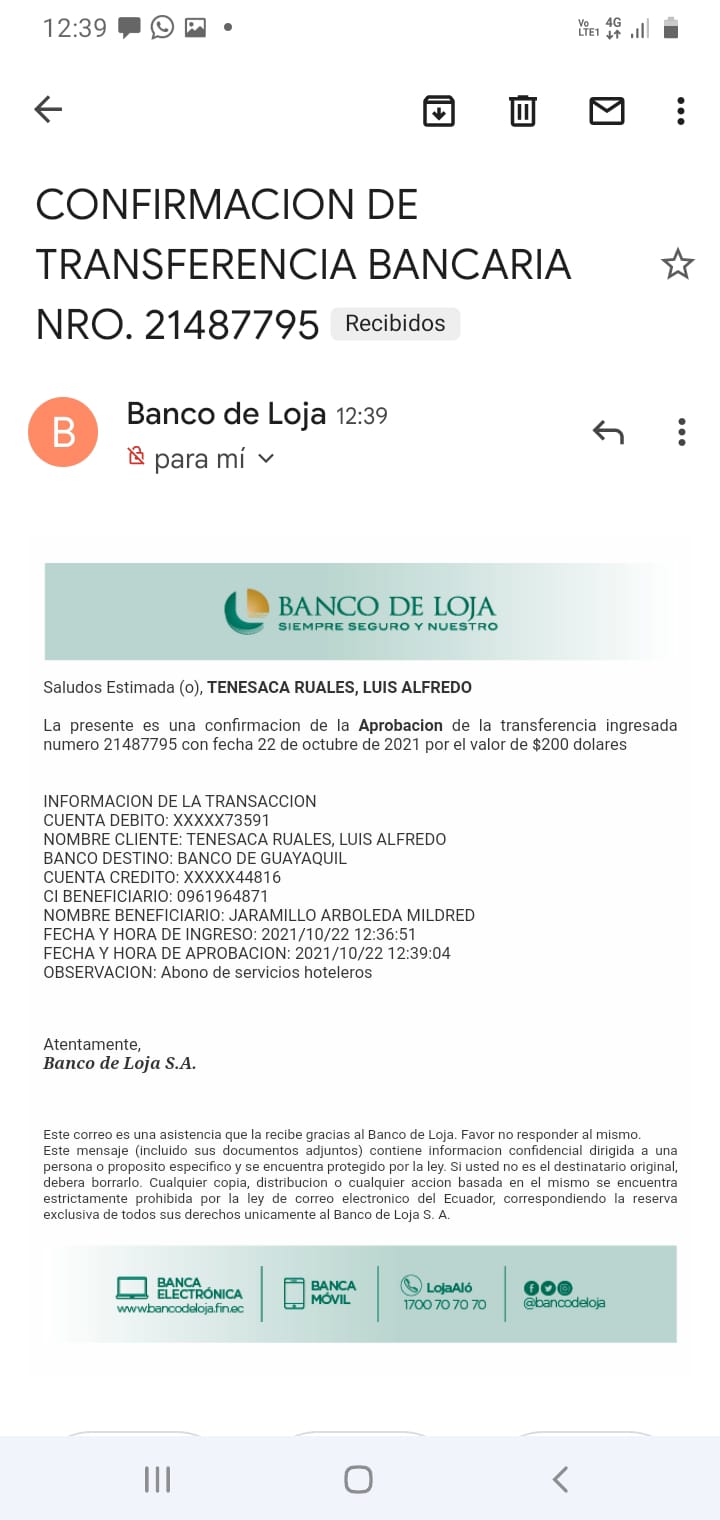 12:39
Vo LTE1 4G
CONFIRMACION DE
TRANSFERENCIA BANCARIA
NRO. 21487795 Recibidos
B
Banco de Loja 12:39
para mí
BANCO DE LOJA
SIEMPRE SEGURO Y NUESTRO
Saludos Estimada (o), TENESACA RUALES, LUIS ALFREDO
La presente es una confirmacion de la Aprobacion de la transferencia ingresada
numero 21487795 con fecha 22 de octubre de 2021 por el valor de $200 dolares
INFORMACION DE LA TRANSACCION
CUENTA DEBITO: XXXXX73591
NOMBRE CLIENTE: TENESACA RUALES, LUIS ALFREDO
BANCO DESTINO: BANCO DE GUAYAQUIL
CUENTA CREDITO: XXXXX44816
CI BENEFICIARIO: 0961964871
NOMBRE BENEFICIARIO: JARAMILLO ARBOLEDA MILDRED
FECHA Y HORA DE INGRESO: 2021/10/22 12:36:51
FECHA Y HORA DE APROBACION: 2021/10/22 12:39:04
OBSERVACION: Abono de servicios hoteleros
Atentamente,
Banco de Loja S.A.
Este correo es una asistencia que la recibe gracias al Banco de Loja. Favor no responder al mismo.
Este mensaje (incluido sus documentos adjuntos) contiene informacion confidencial dirigida a una
persona o proposito especifico y se encuentra protegido por la ley. Si usted no es el destinatario original,
debera borrarlo. Cualquier copia, distribucion o cualquier accion basada en el mismo se encuentra
estrictamente prohibida por la ley de correo electronico del Ecuador, correspondiendo la reserva
exclusiva de todos sus derechos unicamente al Banco de Loja S. A.
BANCA
ELECTRÓNICA
www.bancodeloja.fin.ec
BANCA
MÓVIL
LojaAló
1700 70 70 70
@bancodeloja